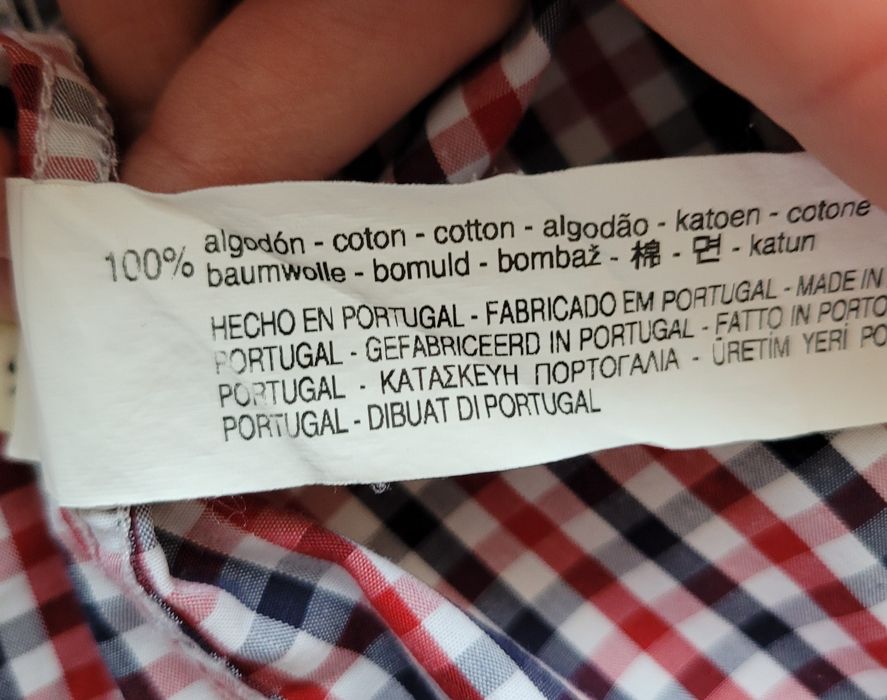 100% algodón - coton - cotton - algodão - katoen - cotone
baumwolle - bomuld - bombaž - 棉 - 면 - katun
HECHO EN PORTUGAL - FABRICADO EM PORTUGAL - MADE IN
PORTUGAL - GEFABRICEERD IN PORTUGAL - FATTO IN PORTO
PORTUGAL - ΚΑΤΑΣΚΕΥΗ ΠΟΡΤΟΓΑΛΙΑ - ÜRETİM YERİ PO
PORTUGAL - DIBUAT DI PORTUGAL